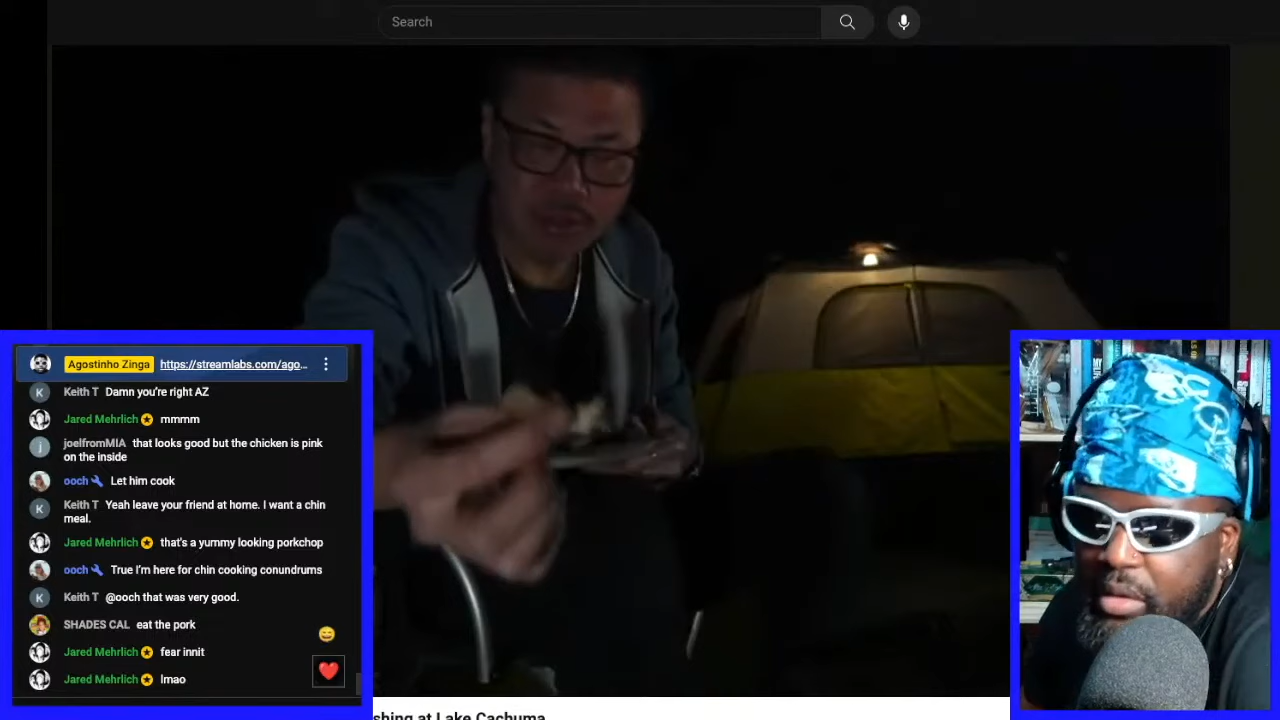 Search
Agostinho Zinga https://streamlabs.com/ago...
K Keith T Damn you're right AZ
Jared Mehrlich mmmm
j joelfromMIA that looks good but the chicken is pink
on the inside
ooch Let him cook
K Keith T Yeah leave your friend at home. I want a chin
meal.
Jared Mehrlich that's a yummy looking porkchop
ooch True I'm here for chin cooking conundrums
K Keith T @ooch that was very good.
SHADES CAL eat the pork
Jared Mehrlich fear innit
Jared Mehrlich lmao
shing at Lake Cachuma